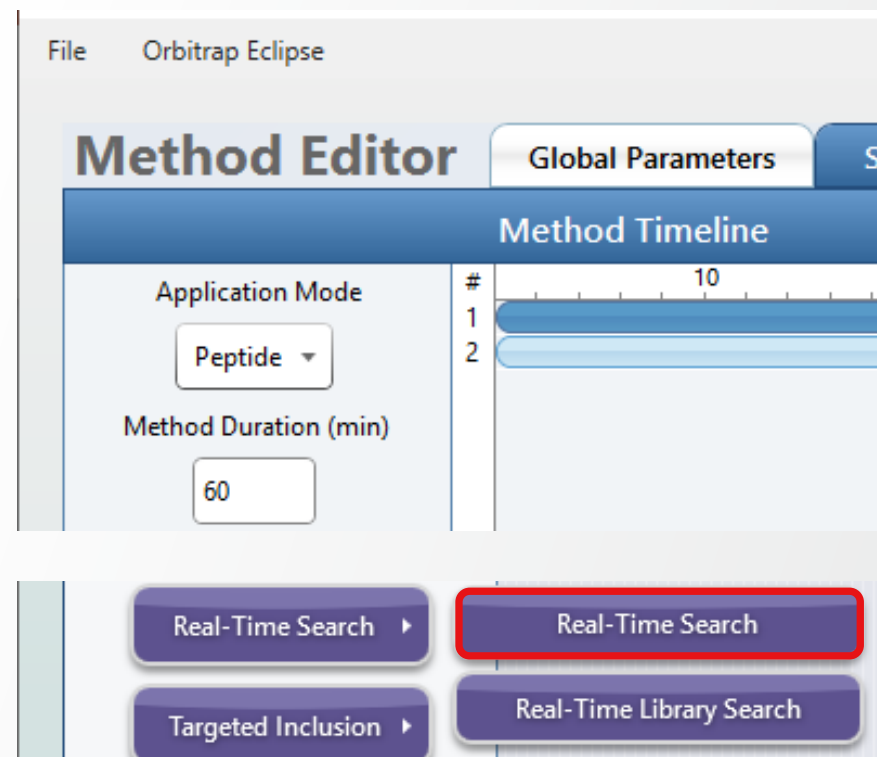 File Orbitrap Eclipse
Method Editor Global Parameters S
Method Timeline
Application Mode # 10
1
Peptide 2
Method Duration (min)
60
Real-Time Search Real-Time Search
Targeted Inclusion Real-Time Library Search